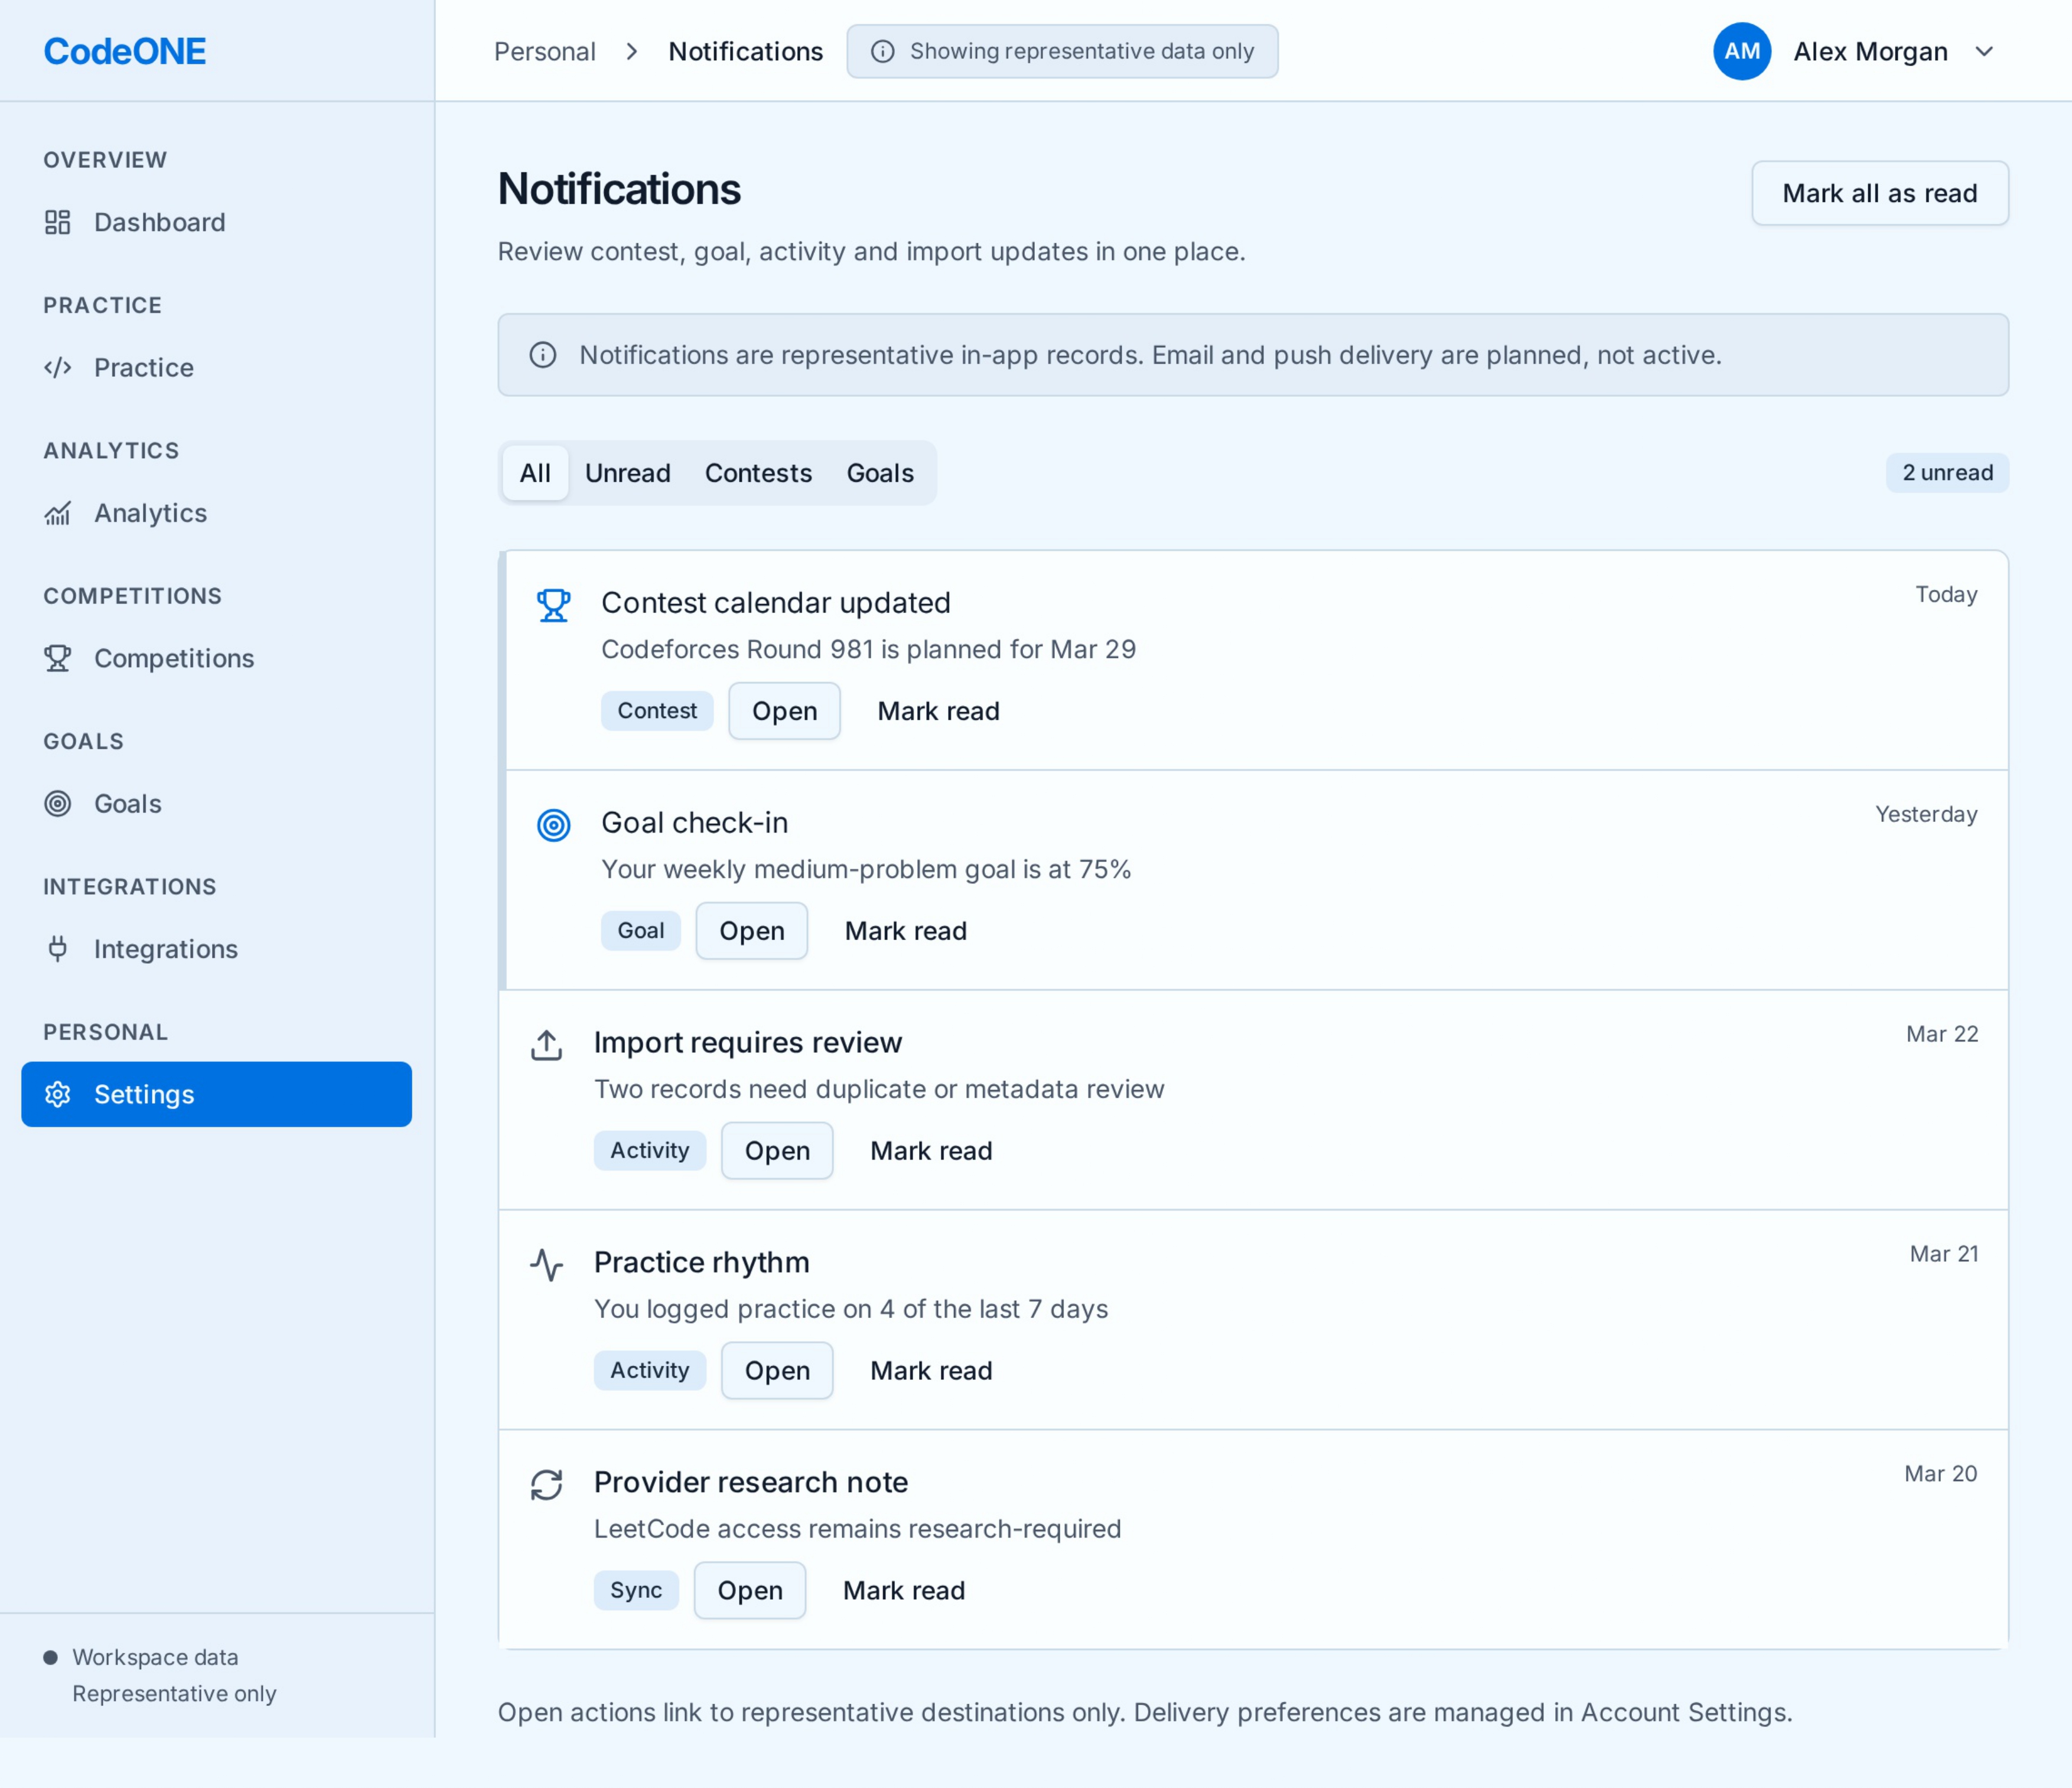 CodeONE
Personal
Notifications
Showing representative data only
AM
Alex Morgan
OVERVIEW
Dashboard
PRACTICE
Practice
ANALYTICS
Analytics
COMPETITIONS
Competitions
GOALS
Goals
INTEGRATIONS
Integrations
PERSONAL
Settings
Workspace data
Representative only
Notifications
Mark all as read
Review contest, goal, activity and import updates in one place.
Notifications are representative in-app records. Email and push delivery are planned, not active.
All Unread Contests Goals
2 unread
Contest calendar updated
Today
Codeforces Round 981 is planned for Mar 29
Contest Open Mark read
Goal check-in
Yesterday
Your weekly medium-problem goal is at 75%
Goal Open Mark read
Import requires review
Mar 22
Two records need duplicate or metadata review
Activity Open Mark read
Practice rhythm
Mar 21
You logged practice on 4 of the last 7 days
Activity Open Mark read
Provider research note
Mar 20
LeetCode access remains research-required
Sync Open Mark read
Open actions link to representative destinations only. Delivery preferences are managed in Account Settings.